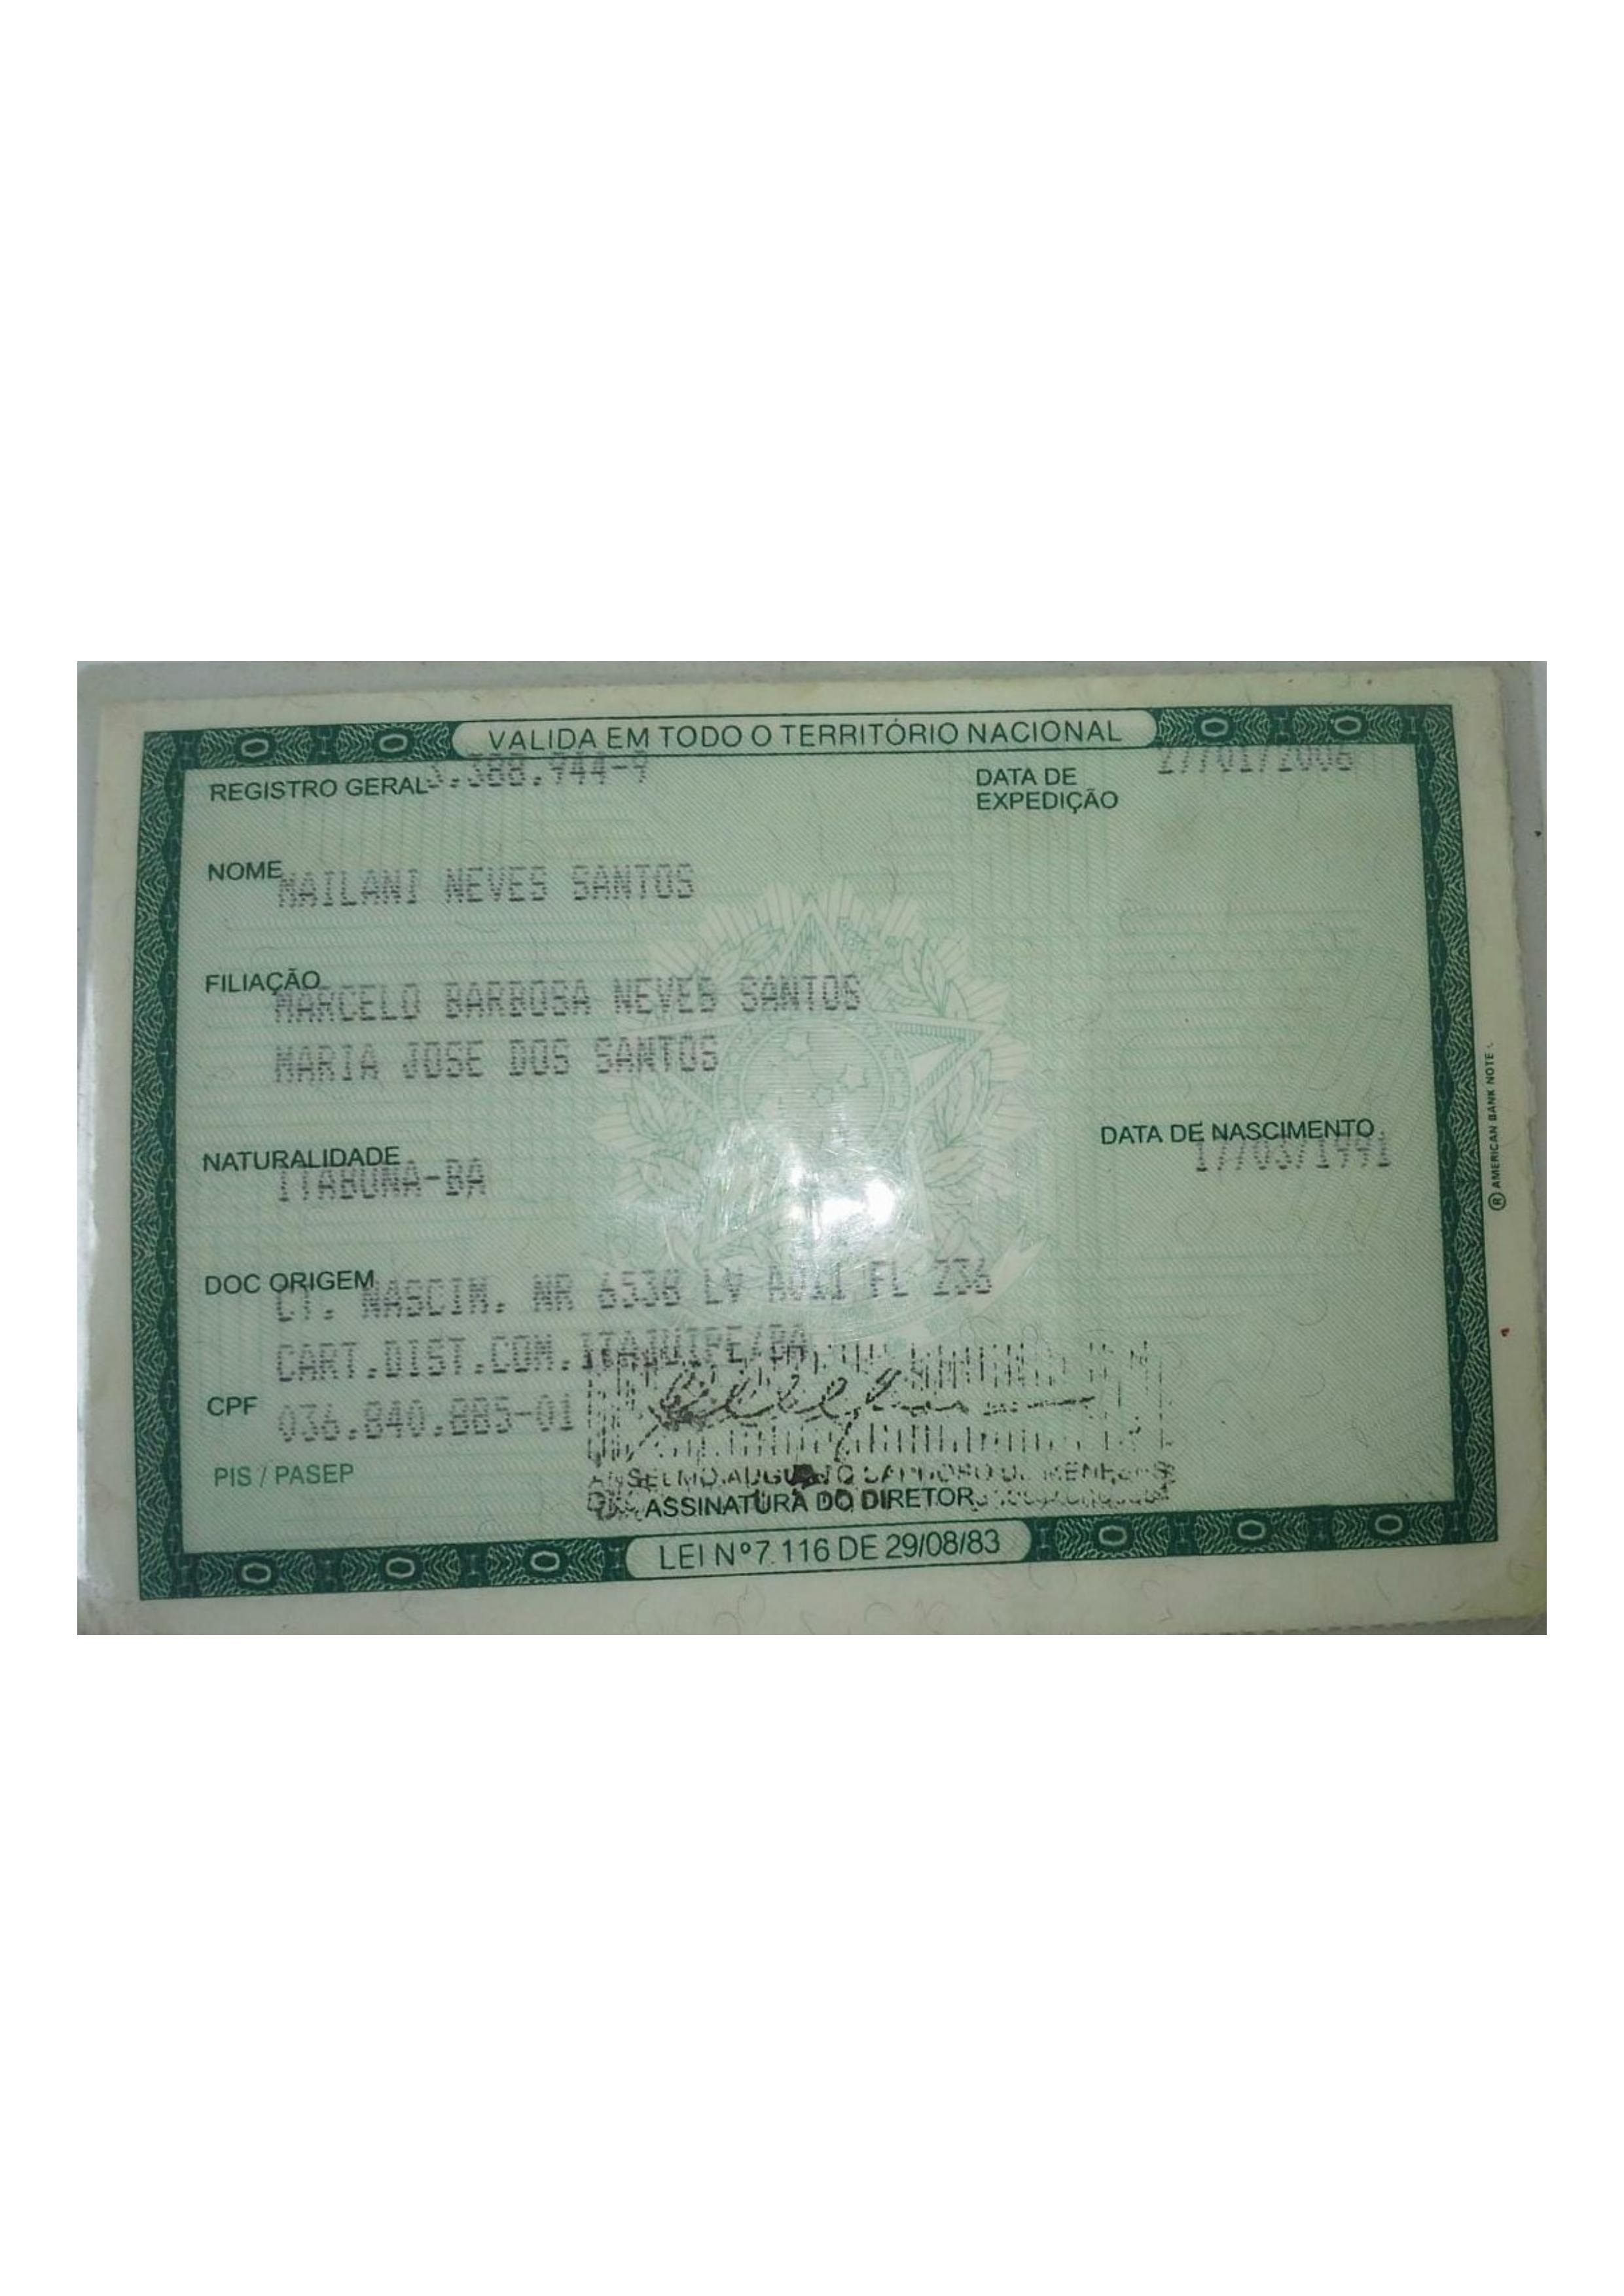 VALIDA EM TODO O TERRITÓRIO NACIONAL
REGISTRO GERAL 3.388.944-9
DATA DE EXPEDIÇÃO 27/01/2006
NOME NAILANI NEVES SANTOS
FILIAÇÃO
MARCELO BARBOSA NEVES SANTOS
MARIA JOSE DOS SANTOS
NATURALIDADE ITABUNA-BA
DATA DE NASCIMENTO 17/03/1991
DOC ORIGEM CT. NASCIM. NR 6538 LV FL 236
CART.DIST.COM.ITAJUIPE/BA
CPF 036.840.885-01
PIS / PASEP
ANSELMO AUGUSTO
ASSINATURA DO DIRETOR
LEI Nº 7.116 DE 29/08/83
® AMERICAN BANK NOTE